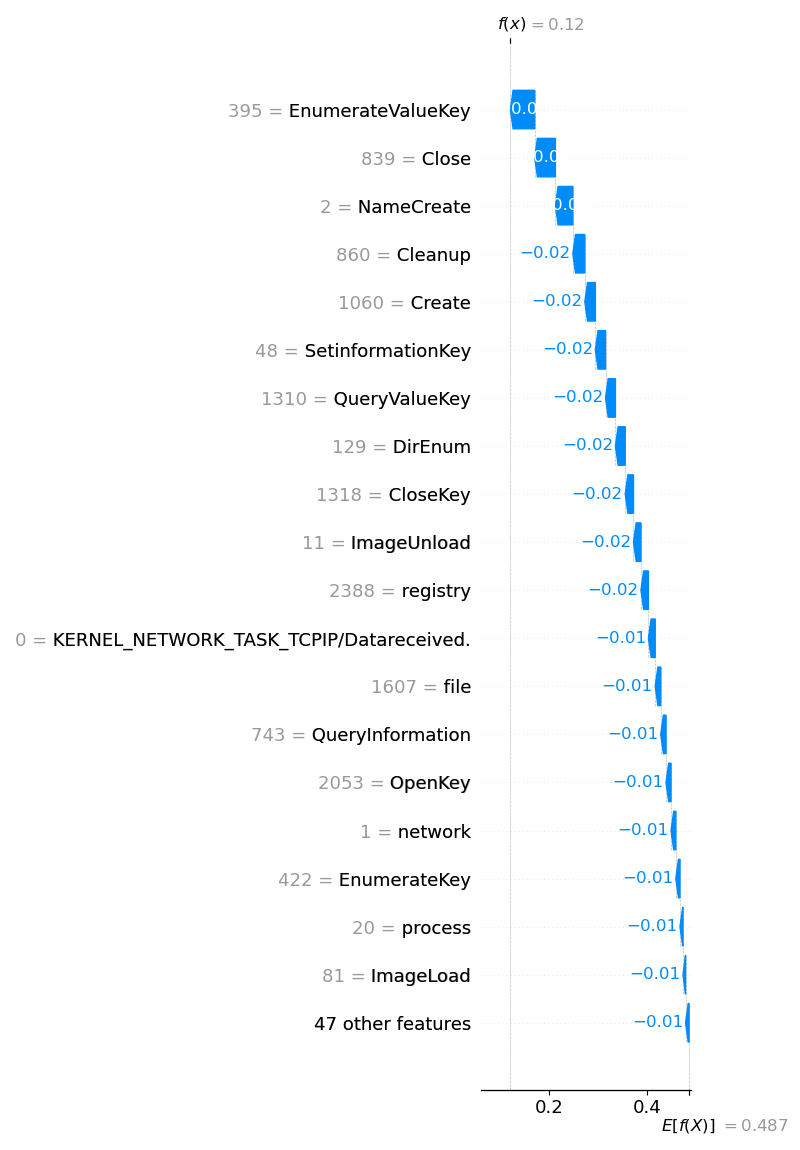 f(x) = 0.12
395 = EnumerateValueKey
839 = Close
2 = NameCreate
860 = Cleanup
−0.02
1060 = Create
−0.02
48 = SetinformationKey
−0.02
1310 = QueryValueKey
−0.02
129 = DirEnum
−0.02
1318 = CloseKey
−0.02
11 = ImageUnload
−0.02
2388 = registry
−0.02
0 = KERNEL_NETWORK_TASK_TCPIP/Datareceived.
−0.01
1607 = file
−0.01
743 = QueryInformation
−0.01
2053 = OpenKey
−0.01
1 = network
−0.01
422 = EnumerateKey
−0.01
20 = process
−0.01
81 = ImageLoad
−0.01
47 other features
−0.01
0.2 0.4
E[f(X)] = 0.487